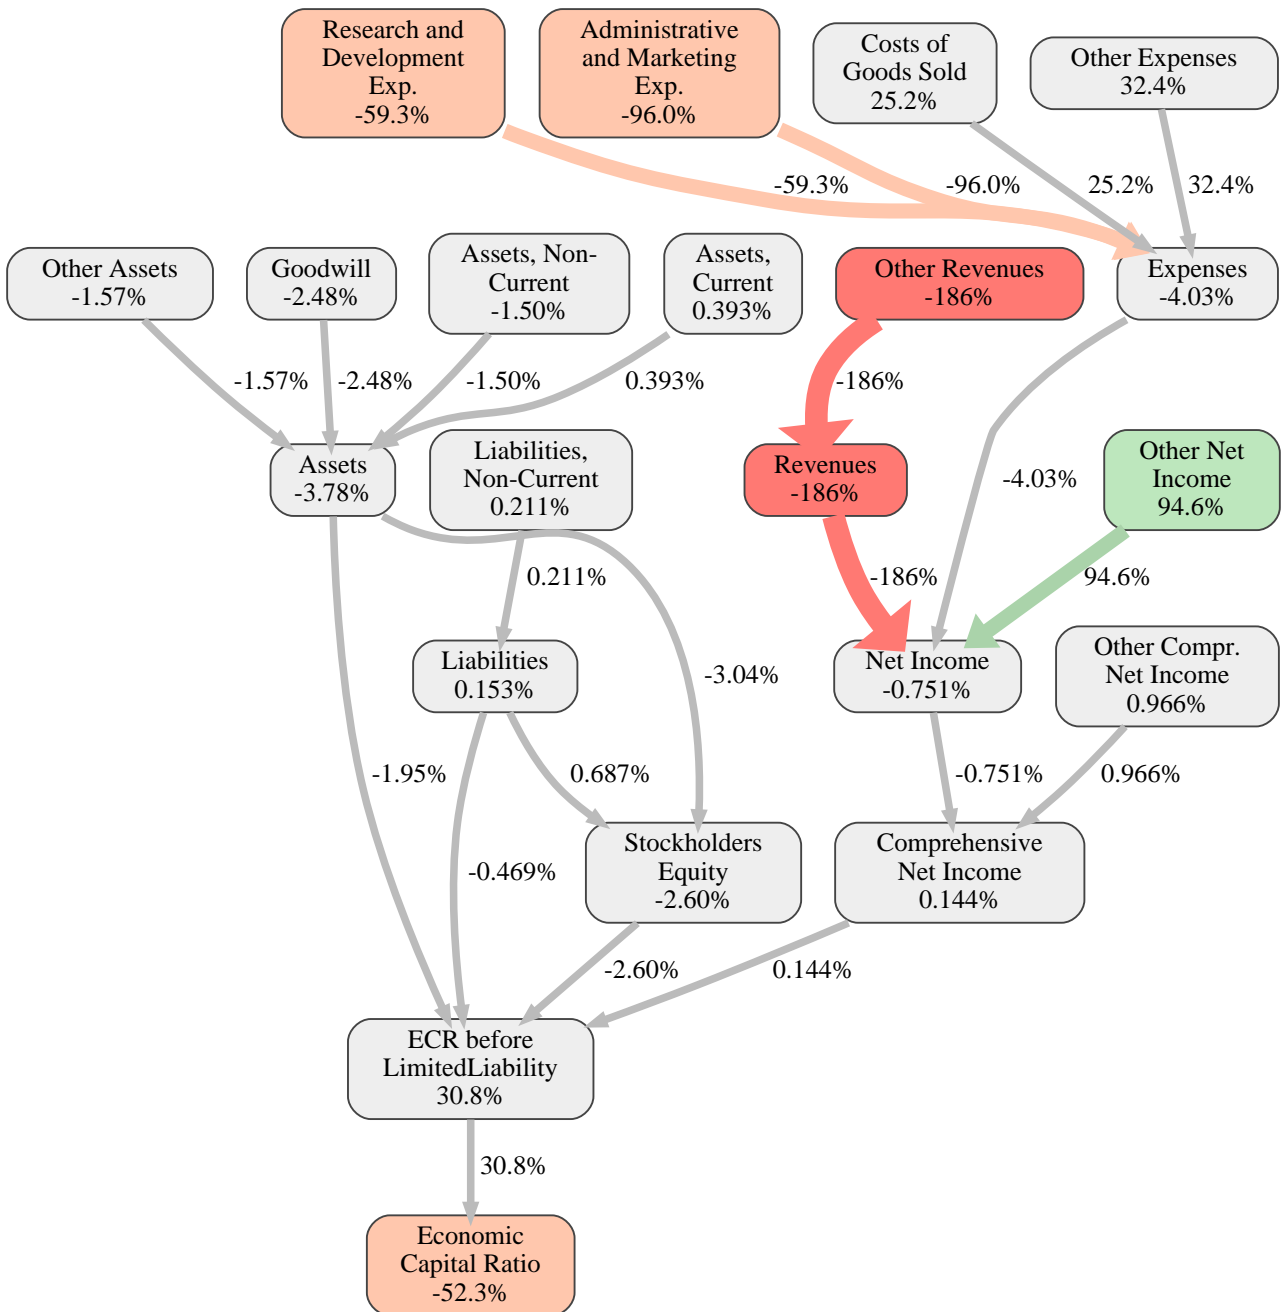 Research and
Development
Exp.
-59.3%
Administrative
and Marketing
Exp.
-96.0%
Costs of
Goods Sold
25.2%
Other Expenses
32.4%
-59.3%
-96.0%
25.2%
32.4%
Other Assets
-1.57%
Goodwill
-2.48%
Assets, Non-
Current
-1.50%
Assets,
Current
0.393%
Other Revenues
-186%
Expenses
-4.03%
-1.57%
-2.48%
-1.50%
0.393%
-186%
Assets
-3.78%
Liabilities,
Non-Current
0.211%
Revenues
-186%
-4.03%
Other Net
Income
94.6%
0.211%
-186%
94.6%
Liabilities
0.153%
-3.04%
Net Income
-0.751%
Other Compr.
Net Income
0.966%
-1.95%
0.687%
-0.751%
0.966%
-0.469%
Stockholders
Equity
-2.60%
Comprehensive
Net Income
0.144%
-2.60%
0.144%
ECR before
LimitedLiability
30.8%
30.8%
Economic
Capital Ratio
-52.3%